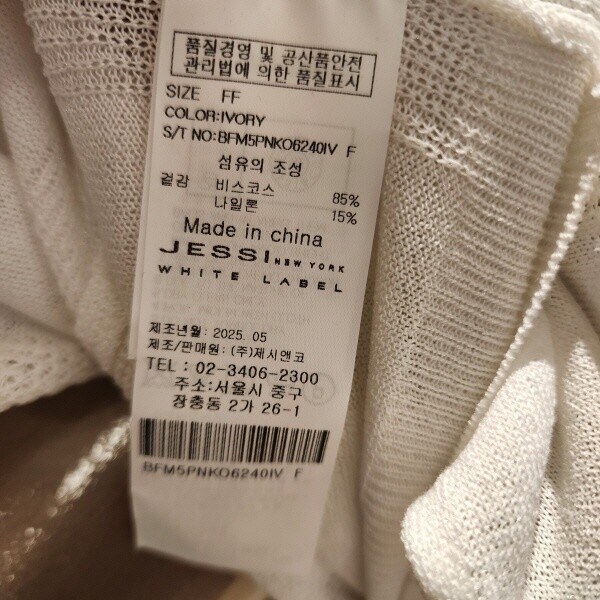 품질경영 및 공산품안전
관리법에 의한 품질표시
SIZE FF
COLOR:IVORY
S/T NO:BFM5PNKO6240IV F
섬유의 조성
겉감 비스코스 85%
나일론 15%
Made in china
JESSI NEW YORK
WHITE LABEL
제조년월: 2025. 05
제조/판매원: (주)제시앤코
TEL : 02-3406-2300
주소:서울시 중구
장충동 2가 26-1
BFM5PNKO6240IV F